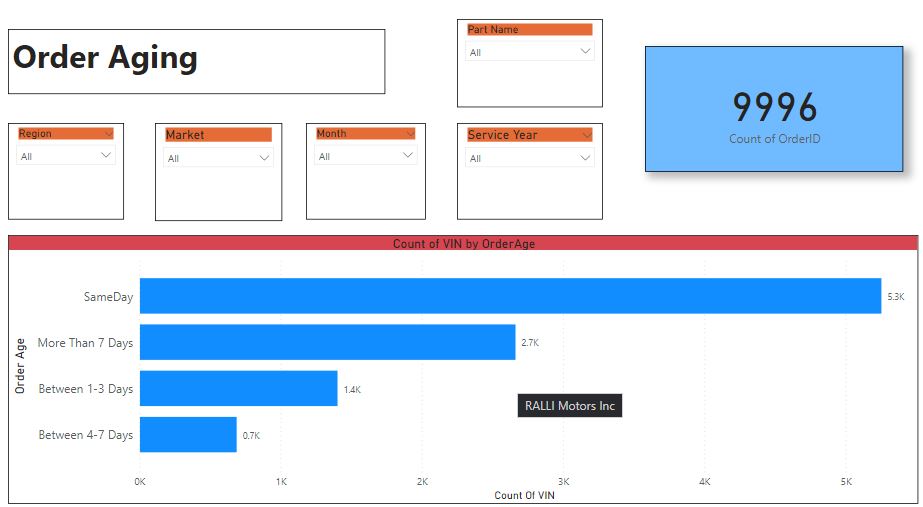 Order Aging
Part Name
All
9996
Count of OrderID
Region
All
Market
All
Month
All
Service Year
All
Count of VIN by OrderAge
Order Age
SameDay
5.3K
More Than 7 Days
2.7K
Between 1-3 Days
1.4K
RALLI Motors Inc
Between 4-7 Days
0.7K
0K 1K 2K 3K 4K 5K
Count Of VIN